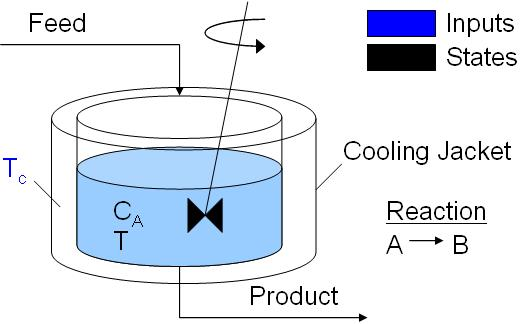 Feed
Inputs
States
Cooling Jacket
Tc
CA
T
Reaction
A → B
Product